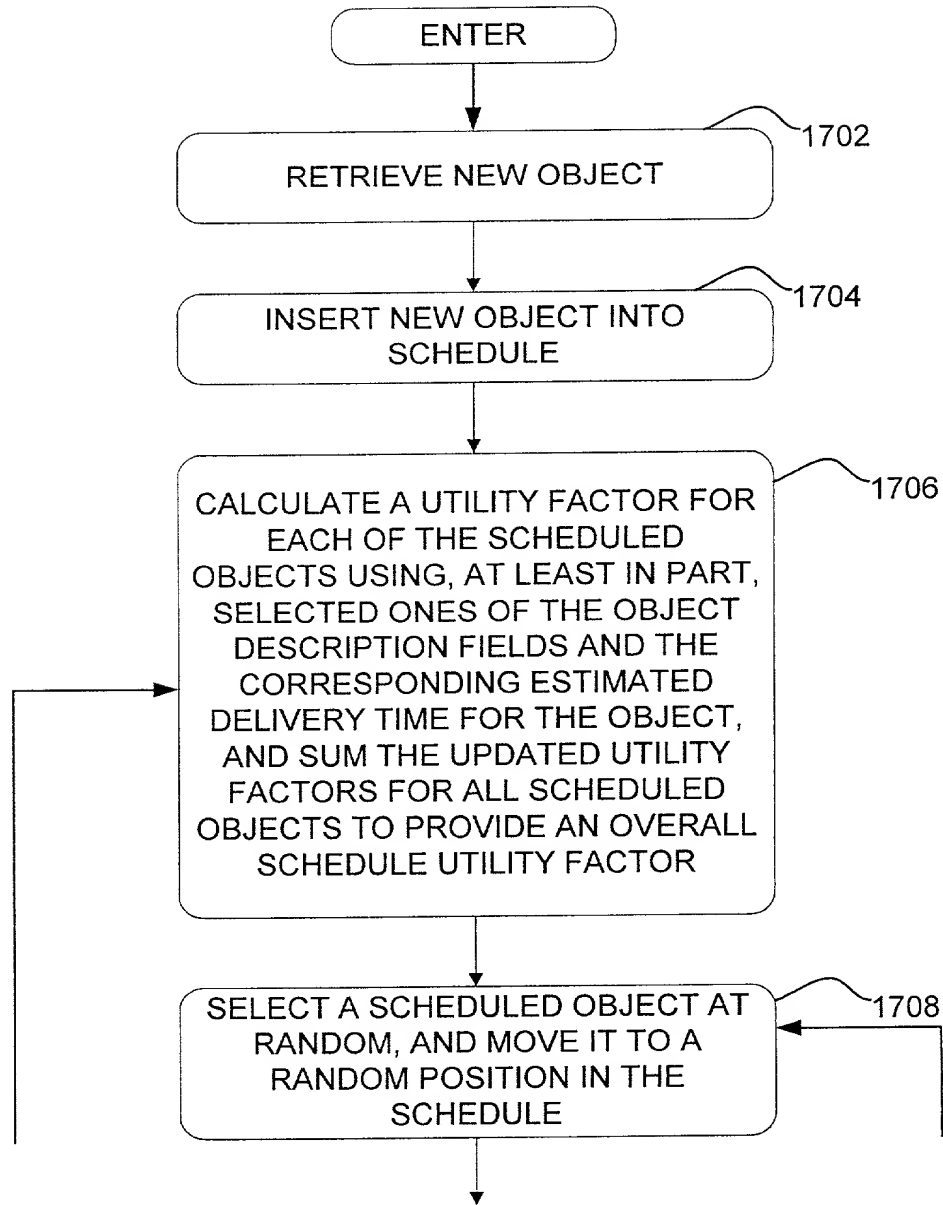 ENTER
1702
RETRIEVE NEW OBJECT
1704
INSERT NEW OBJECT INTO
SCHEDULE
1706
CALCULATE A UTILITY FACTOR FOR
EACH OF THE SCHEDULED
OBJECTS USING, AT LEAST IN PART,
SELECTED ONES OF THE OBJECT
DESCRIPTION FIELDS AND THE
CORRESPONDING ESTIMATED
DELIVERY TIME FOR THE OBJECT,
AND SUM THE UPDATED UTILITY
FACTORS FOR ALL SCHEDULED
OBJECTS TO PROVIDE AN OVERALL
SCHEDULE UTILITY FACTOR
1708
SELECT A SCHEDULED OBJECT AT
RANDOM, AND MOVE IT TO A
RANDOM POSITION IN THE
SCHEDULE